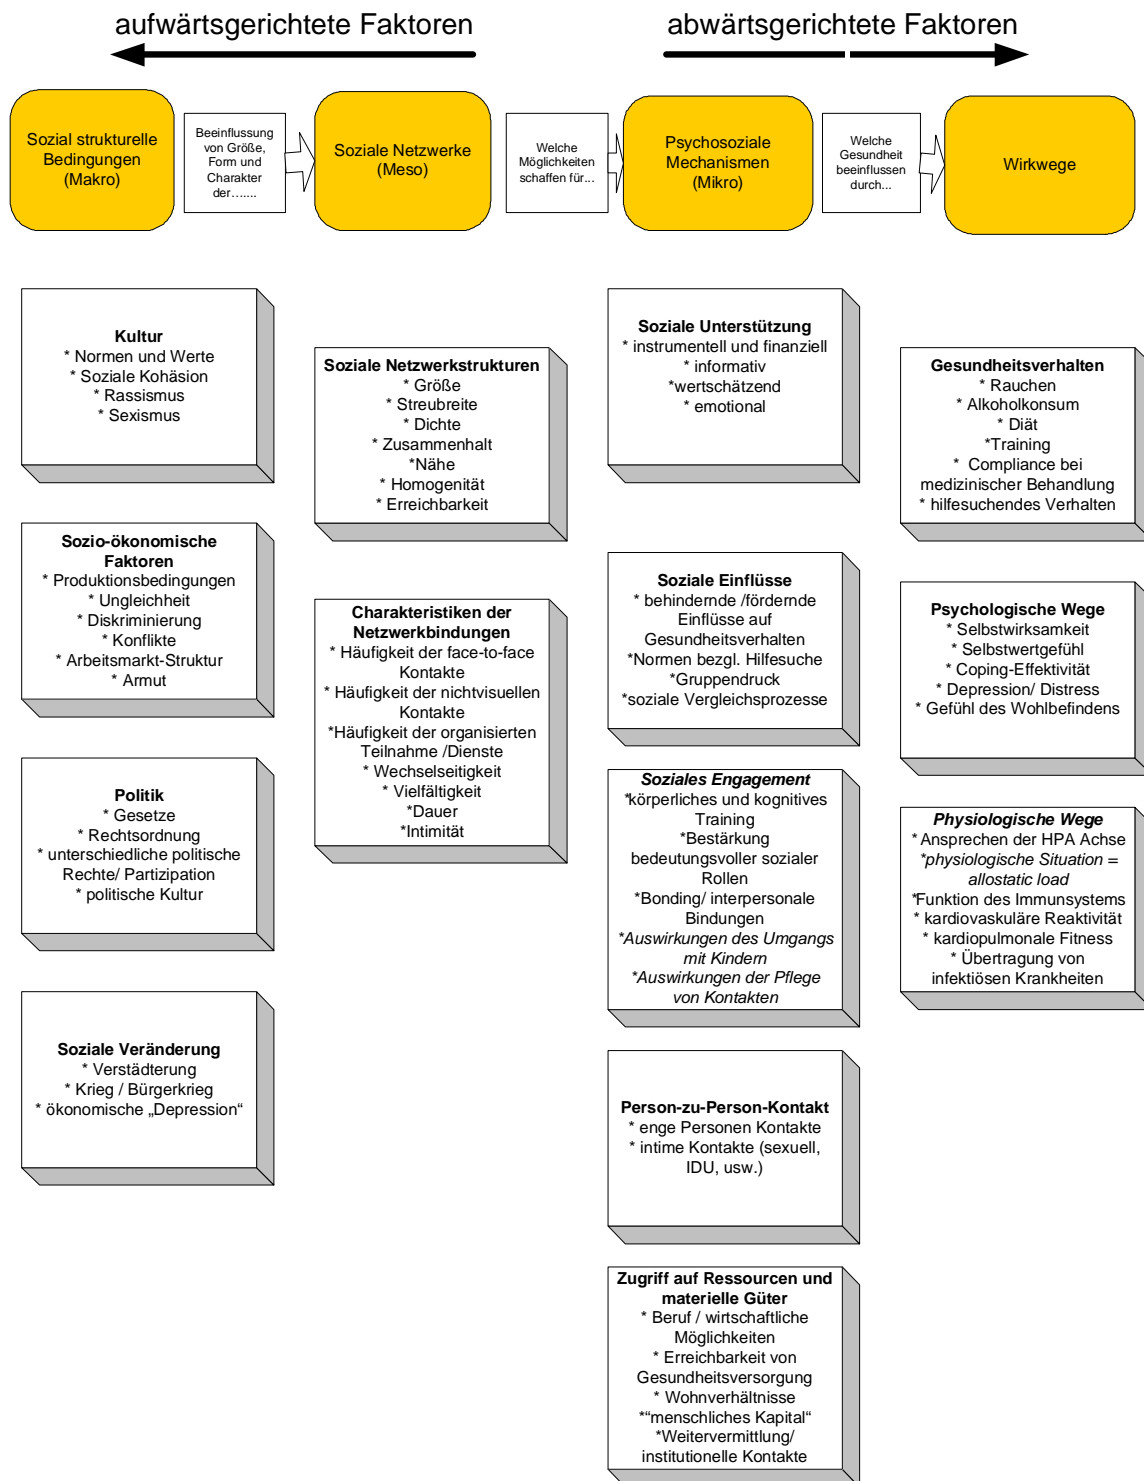 aufwärtsgerichtete Faktoren
abwärtsgerichtete Faktoren
Sozial strukturelle
Bedingungen
(Makro)
Beeinflussung
von Größe,
Form und
Charakter
der…....
Soziale Netzwerke
(Meso)
Welche
Möglichkeiten
schaffen für...
Psychosoziale
Mechanismen
(Mikro)
Welche
Gesundheit
beeinflussen
durch...
Wirkwege
Kultur
* Normen und Werte
* Soziale Kohäsion
* Rassismus
* Sexismus
Sozio-ökonomische
Faktoren
* Produktionsbedingungen
* Ungleichheit
* Diskriminierung
* Konflikte
* Arbeitsmarkt-Struktur
* Armut
Politik
* Gesetze
* Rechtsordnung
* unterschiedliche politische
Rechte/ Partizipation
* politische Kultur
Soziale Veränderung
* Verstädterung
* Krieg / Bürgerkrieg
* ökonomische „Depression“
Soziale Netzwerkstrukturen
* Größe
* Streubreite
* Dichte
* Zusammenhalt
*Nähe
* Homogenität
* Erreichbarkeit
Charakteristiken der
Netzwerkbindungen
* Häufigkeit der face-to-face
Kontakte
* Häufigkeit der nichtvisuellen
Kontakte
*Häufigkeit der organisierten
Teilnahme /Dienste
* Wechselseitigkeit
* Vielfältigkeit
*Dauer
*Intimität
Soziale Unterstützung
* instrumentell und finanziell
* informativ
*wertschätzend
* emotional
Soziale Einflüsse
* behindernde /fördernde
Einflüsse auf
Gesundheitsverhalten
*Normen bezgl. Hilfesuche
*Gruppendruck
*soziale Vergleichsprozesse
Soziales Engagement
*körperliches und kognitives
Training
*Bestärkung
bedeutungsvoller sozialer
Rollen
*Bonding/ interpersonale
Bindungen
*Auswirkungen des Umgangs
mit Kindern
*Auswirkungen der Pflege
von Kontakten
Person-zu-Person-Kontakt
* enge Personen Kontakte
* intime Kontakte (sexuell,
IDU, usw.)
Zugriff auf Ressourcen und
materielle Güter
* Beruf / wirtschaftliche
Möglichkeiten
* Erreichbarkeit von
Gesundheitsversorgung
* Wohnverhältnisse
*“menschliches Kapital“
*Weitervermittlung/
institutionelle Kontakte
Gesundheitsverhalten
* Rauchen
* Alkoholkonsum
* Diät
*Training
* Compliance bei
medizinischer Behandlung
* hilfesuchendes Verhalten
Psychologische Wege
* Selbstwirksamkeit
* Selbstwertgefühl
* Coping-Effektivität
* Depression/ Distress
* Gefühl des Wohlbefindens
Physiologische Wege
* Ansprechen der HPA Achse
*physiologische Situation =
allostatic load
*Funktion des Immunsystems
* kardiovaskuläre Reaktivität
* kardiopulmonale Fitness
* Übertragung von
infektiösen Krankheiten